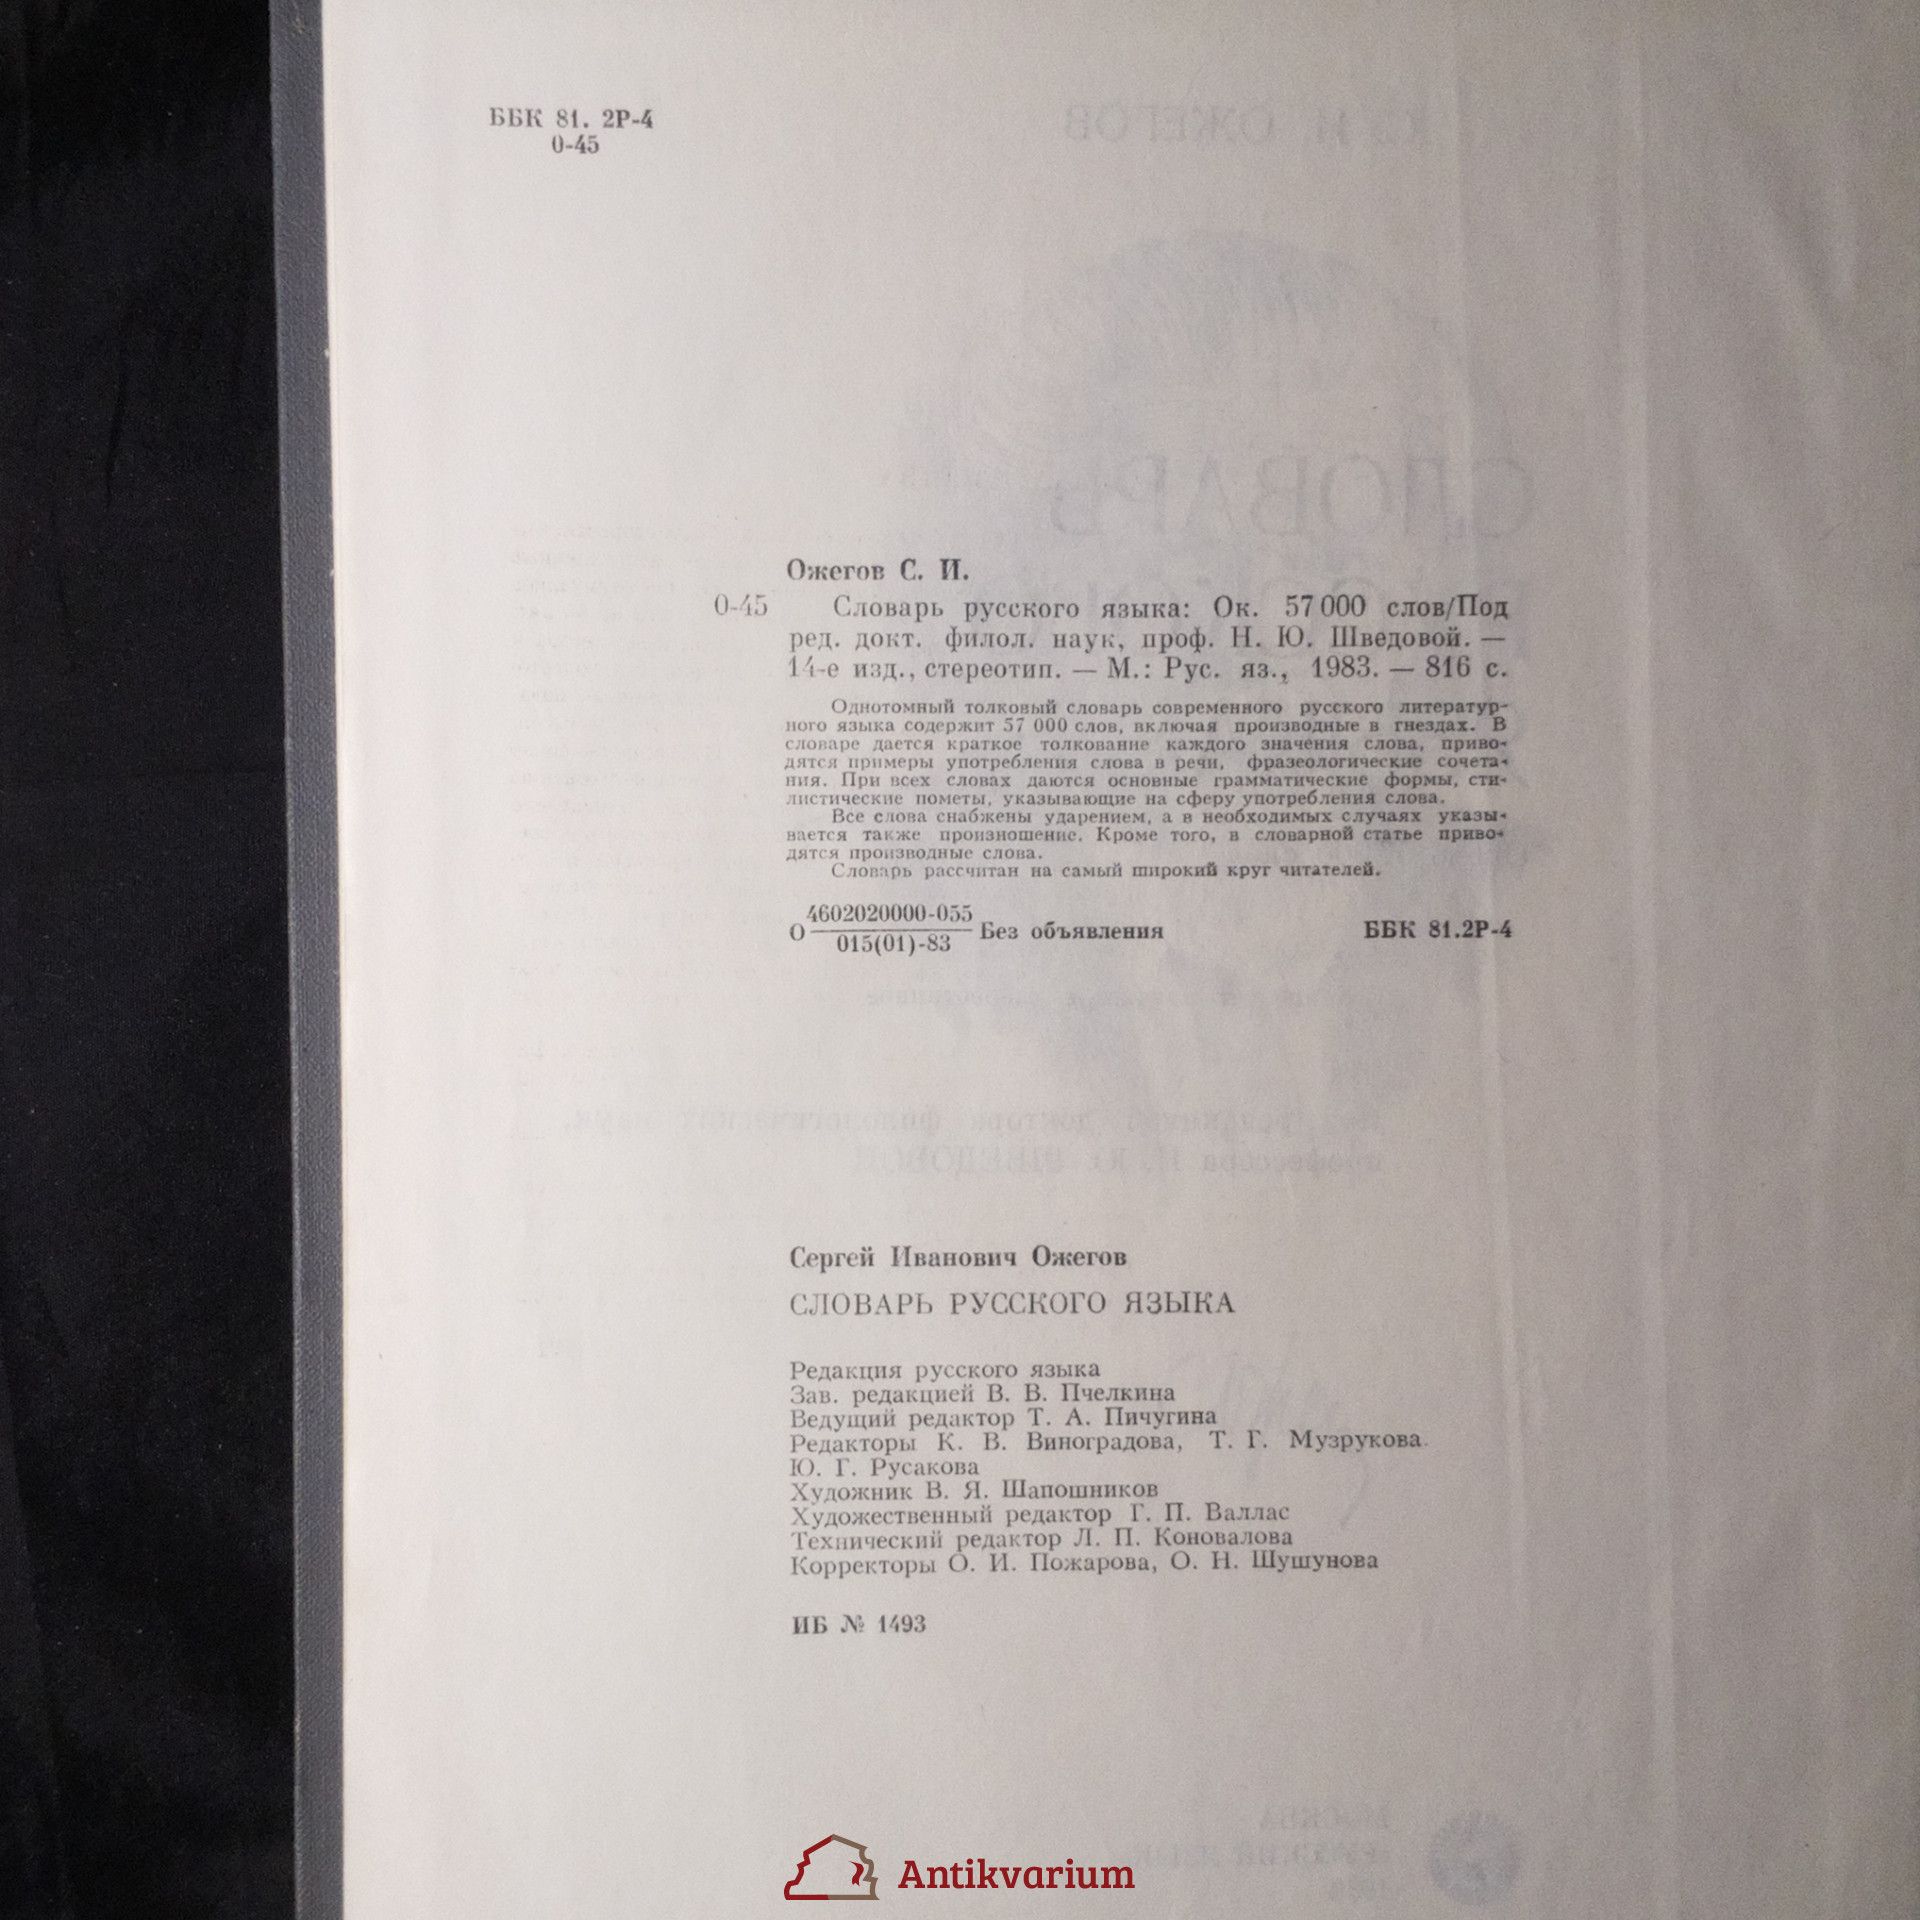 ББК 81. 2Р-4
О-45
Ожегов С. И.
О-45 Словарь русского языка: Ок. 57 000 слов/Под
ред. докт. филол. наук, проф. Н. Ю. Шведовой. —
14-е изд., стереотип. — М.: Рус. яз., 1983. — 816 с.
Однотомный толковый словарь современного русского литератур-
ного языка содержит 57 000 слов, включая производные в гнездах. В
словаре дается краткое толкование каждого значения слова, приво-
дятся примеры употребления слова в речи, фразеологические сочета-
ния. При всех словах даются основные грамматические формы, сти-
листические пометы, указывающие на сферу употребления слова.
Все слова снабжены ударением, а в необходимых случаях указы-
вается также произношение. Кроме того, в словарной статье приво-
дятся производные слова.
Словарь рассчитан на самый широкий круг читателей.
О 4602020000-055 Без объявления ББК 81.2Р-4
015(01)-83
Сергей Иванович Ожегов
СЛОВАРЬ РУССКОГО ЯЗЫКА
Редакция русского языка
Зав. редакцией В. В. Пчелкина
Ведущий редактор Т. А. Пичугина
Редакторы К. В. Виноградова, Т. Г. Музрукова.
Ю. Г. Русакова
Художник В. Я. Шапошников
Художественный редактор Г. П. Валлас
Технический редактор Л. П. Коновалова
Корректоры О. И. Пожарова, О. Н. Шушунова
ИБ № 1493
Antikvarium